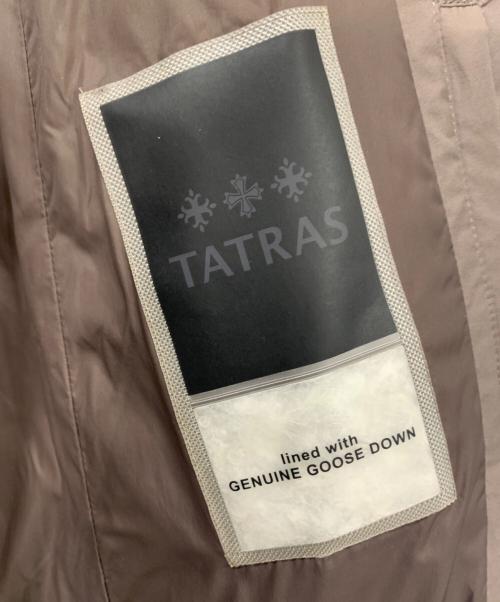 TATRAS
lined with
GENUINE GOOSE DOWN